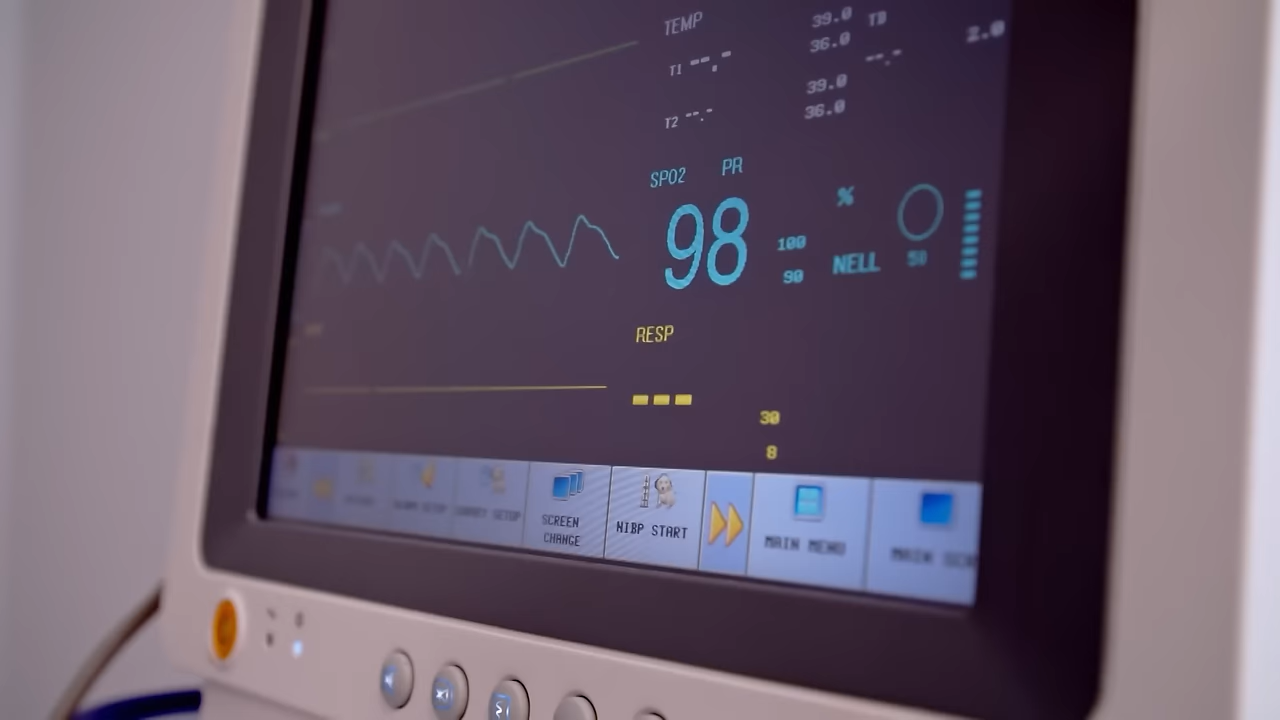 TEMP 39.0 TD 2.0
36.0
T1 --.- --.-
39.0
T2 --.- 36.0
SPO2 PR
98 % 
100 NELL 50
90
RESP
---
30
8
SCREEN CHANGE
NIBP START
MAIN MENU
MAIN